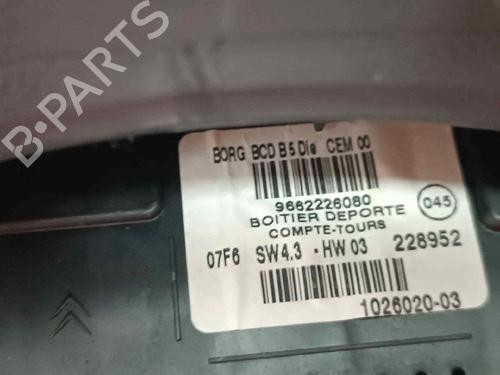 BORG BCD B5 Die CEM 00
9662226080
BOITIER DEPORTE
045
COMPTE-TOURS
07F6 SW4.3 - HW 03 228952
1026020-03
B-PARTS